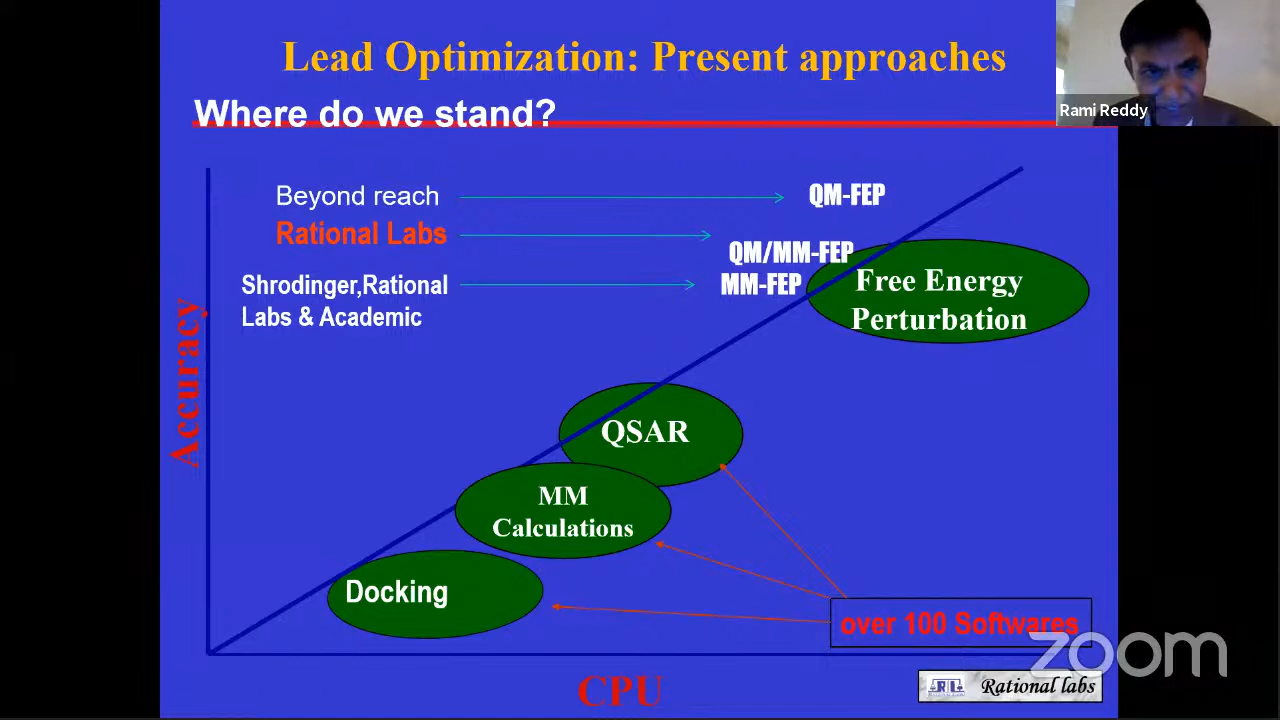 Lead Optimization: Present approaches
Rami Reddy
Where do we stand?
Beyond reach
QM-FEP
Rational Labs
QM/MM-FEP
Shrodinger,Rational
Labs & Academic
MM-FEP
Free Energy
Perturbation
Accuracy
QSAR
MM
Calculations
Docking
over 100 Softwares
zoom
CPU
RL
Rational labs